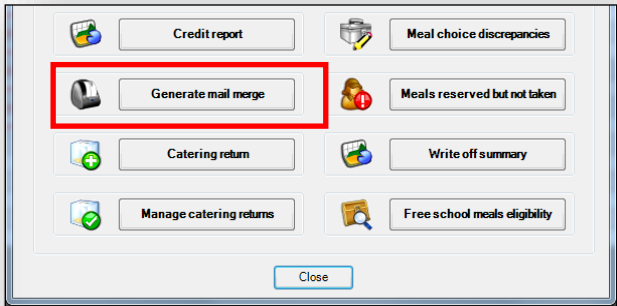 Credit report
Meal choice discrepancies
Generate mail merge
Meals reserved but not taken
Catering return
Write off summary
Manage catering returns
Free school meals eligibility
Close